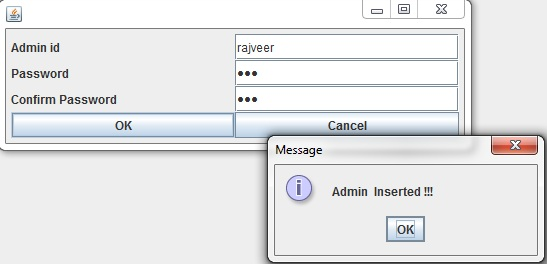 Admin id rajveer
Password •••
Confirm Password •••
OK Cancel
Message
Admin Inserted !!!
OK